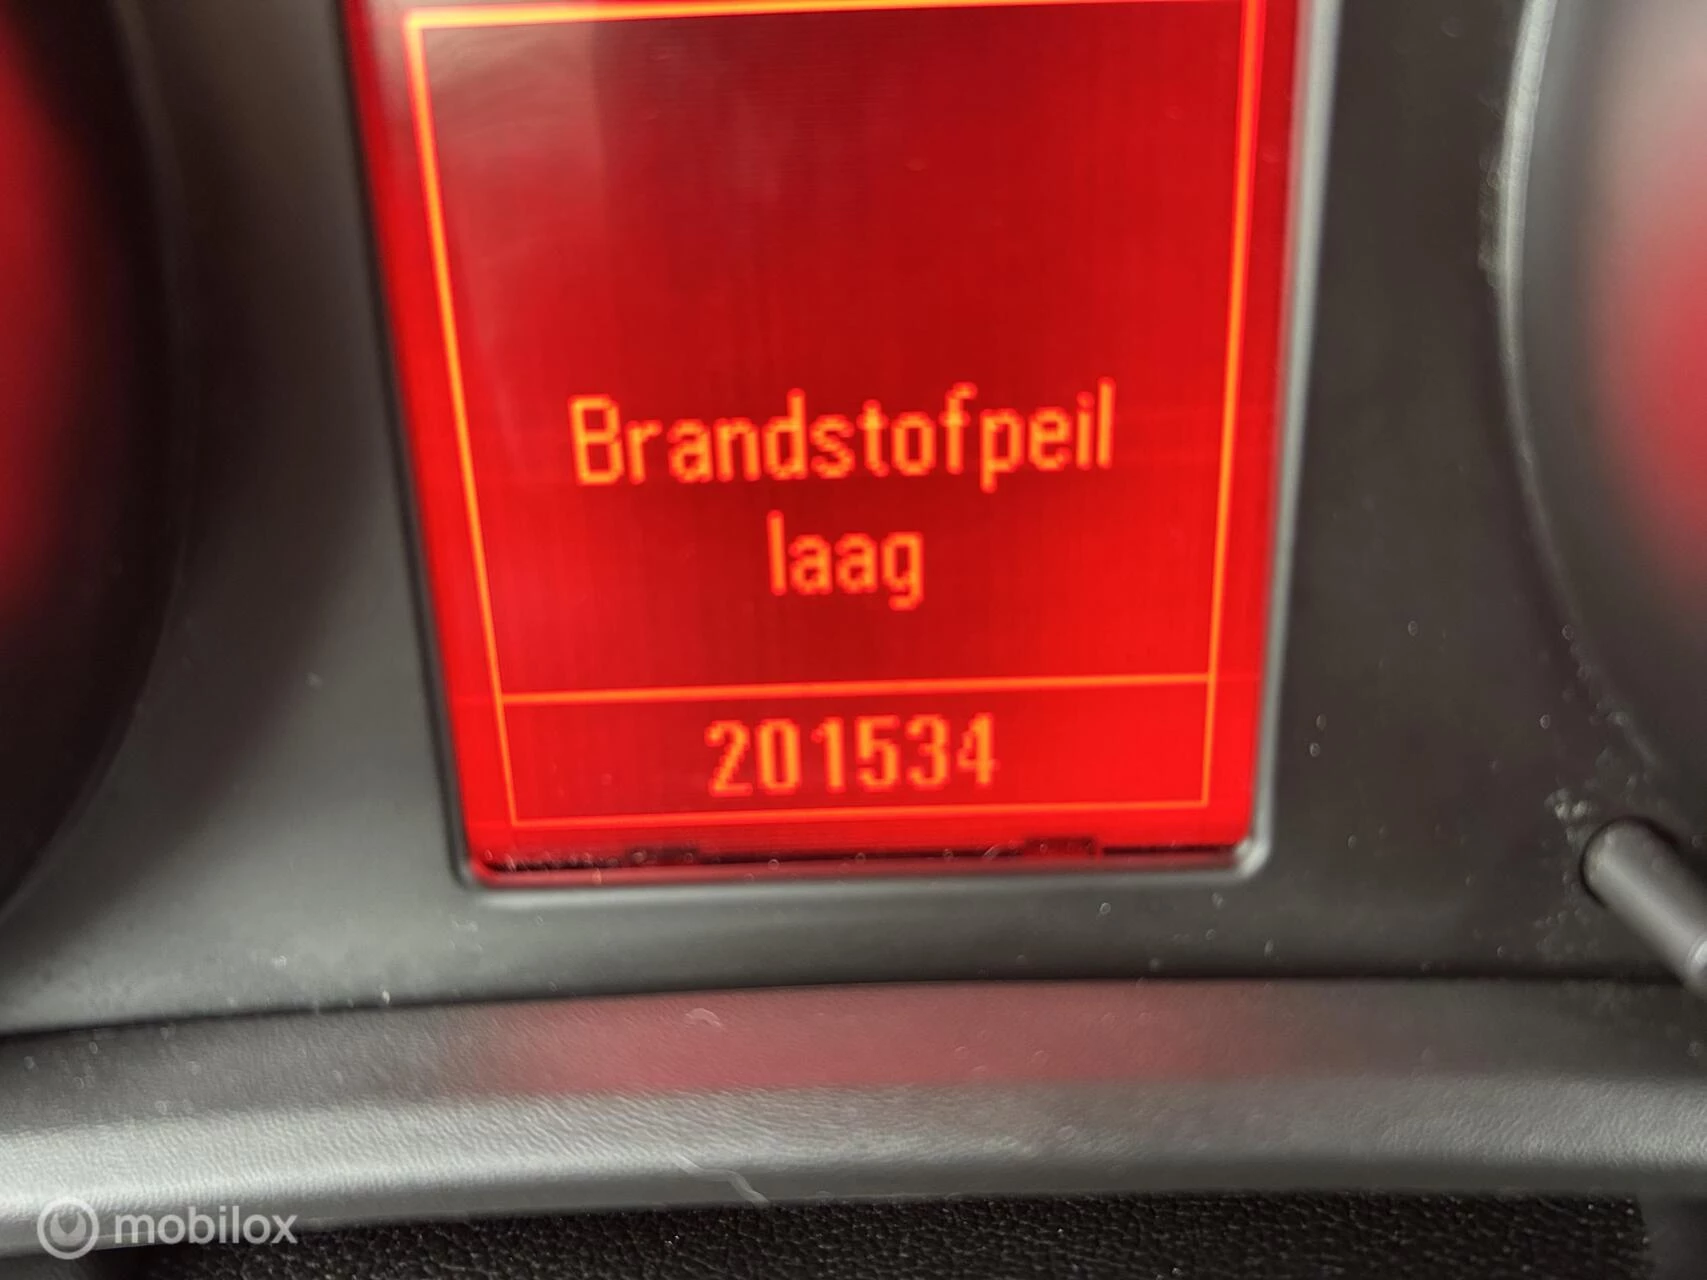 Brandstofpeil
laag
201534
mobilox